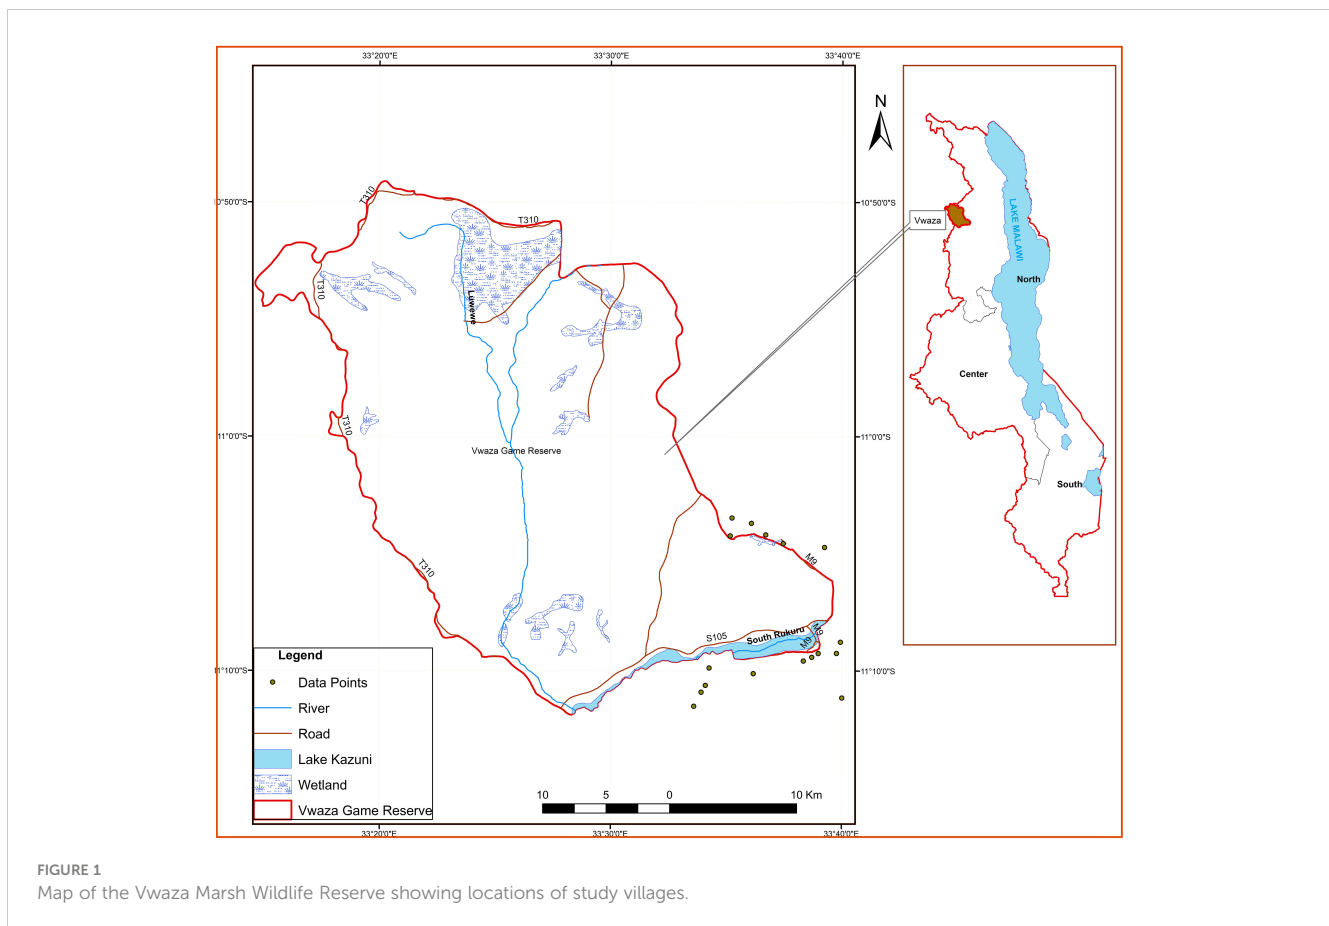 33°20'0"E
33°30'0"E
33°40'0"E
N
10°50'0"S
10°50'0"S
T310
T310
T310
Luwewe
Vwaza
LAKE MALAWI
North
Center
South
T310
11°0'0"S
11°0'0"S
Vwaza Game Reserve
T310
M9
S105
South Rukuru
M9
M9
11°10'0"S
11°10'0"S
Legend
Data Points
River
Road
Lake Kazuni
Wetland
Vwaza Game Reserve
10 5 0 10 Km
33°20'0"E
33°30'0"E
33°40'0"E
FIGURE 1
Map of the Vwaza Marsh Wildlife Reserve showing locations of study villages.